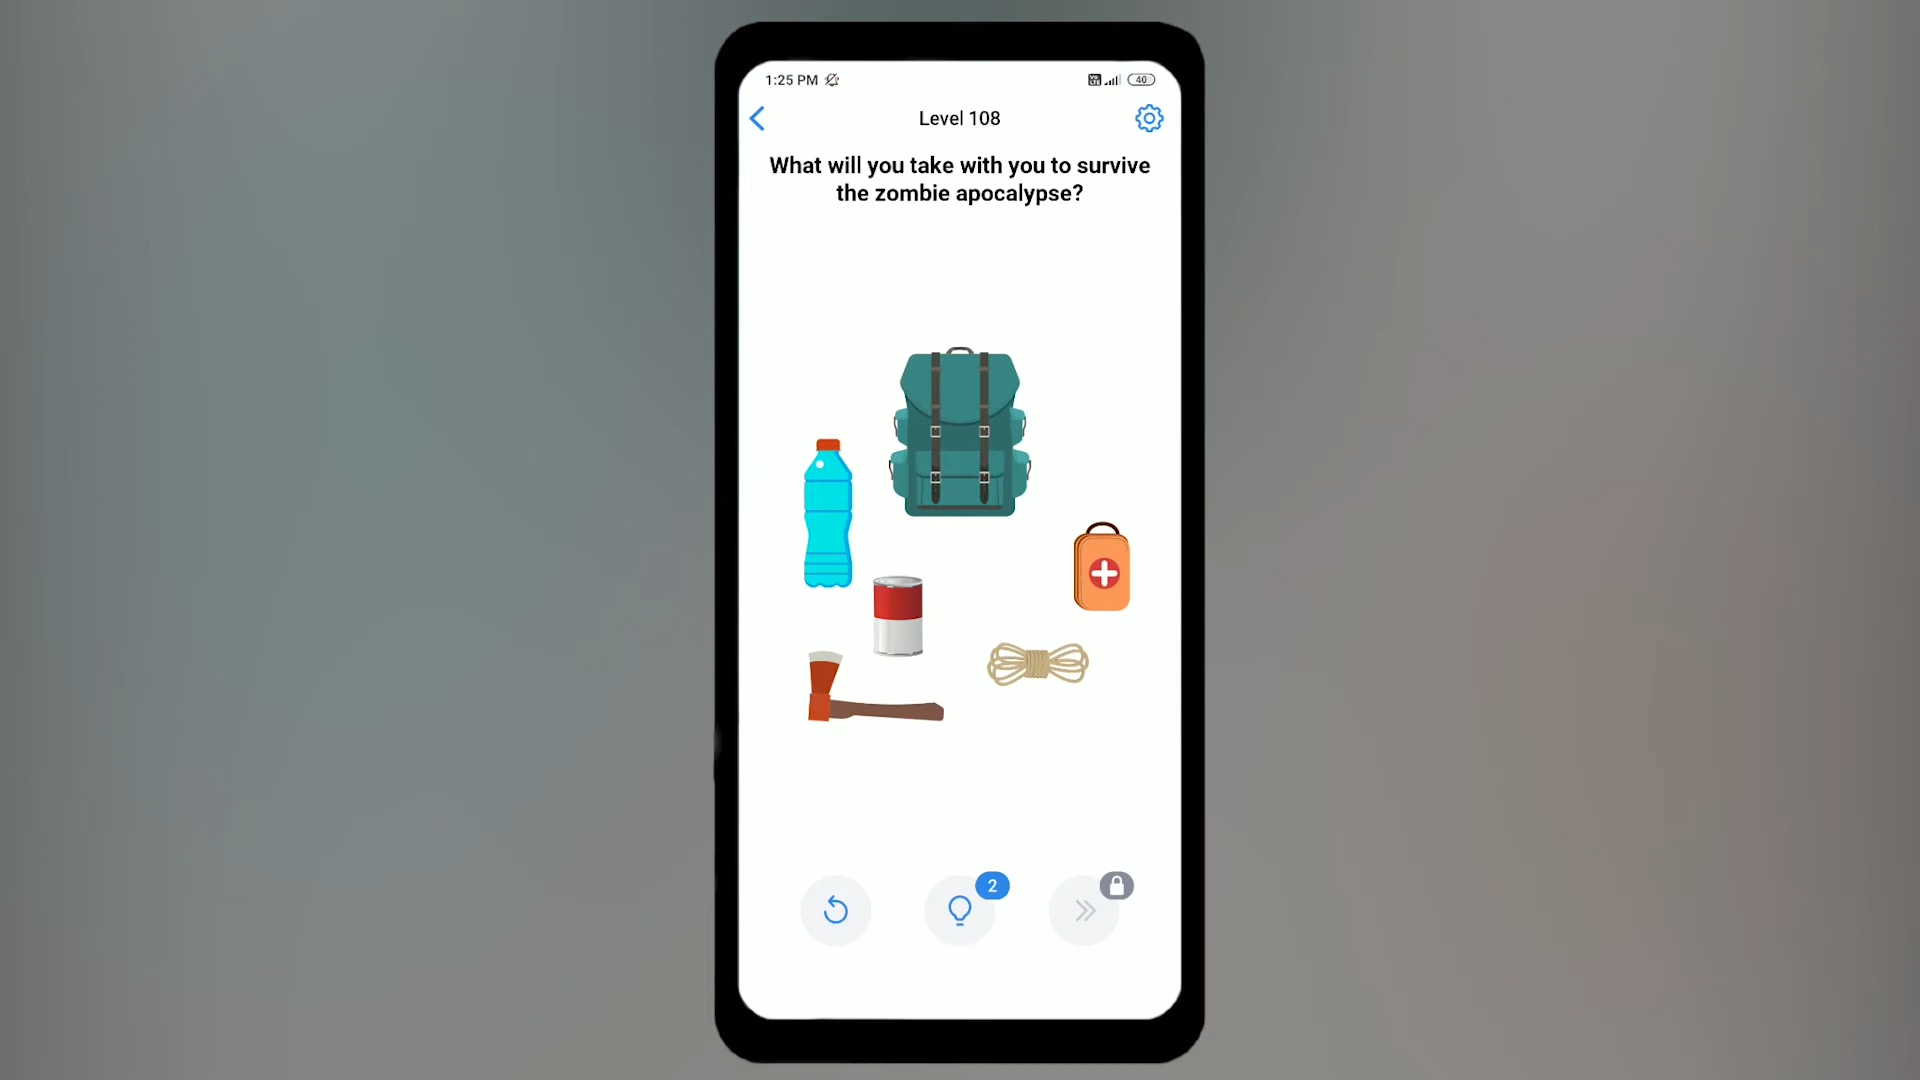 1:25 PM
40
Level 108
What will you take with you to survive
the zombie apocalypse?
2